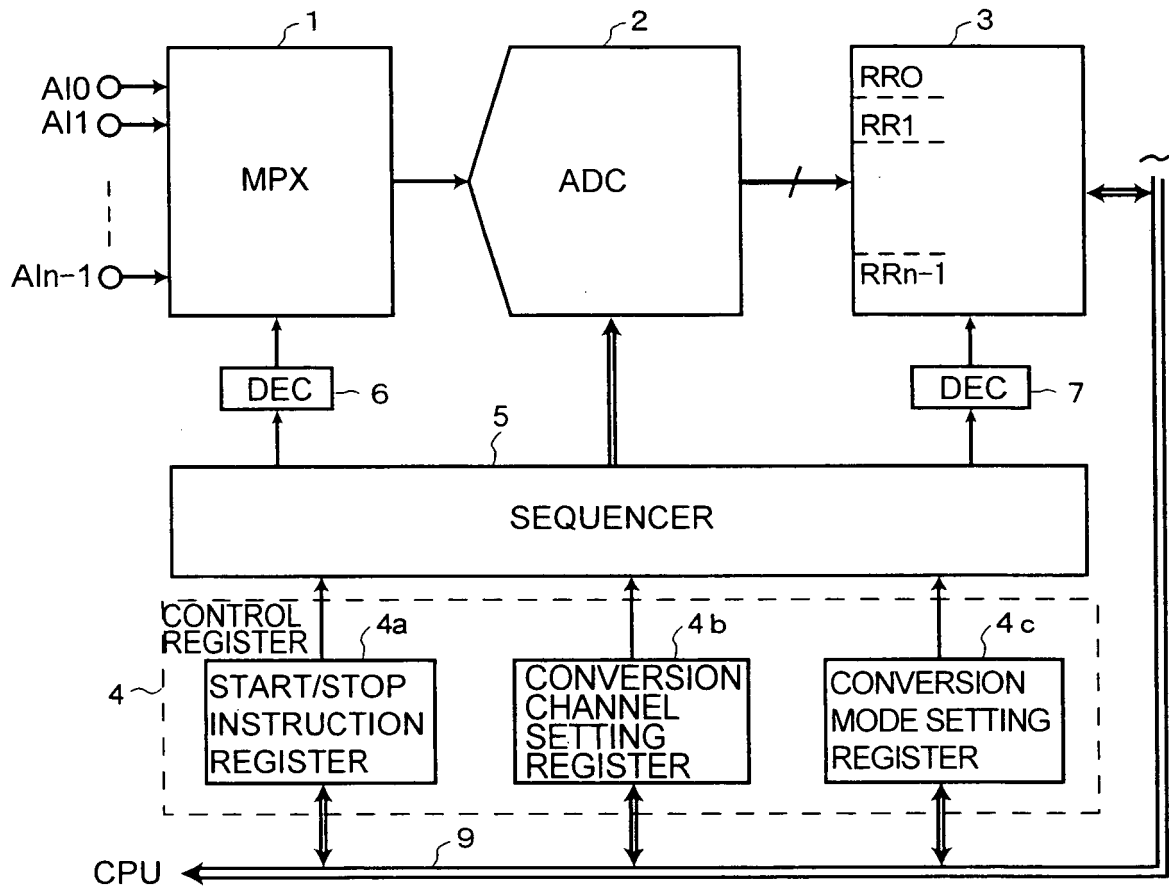 1
2
3
AI0
AI1
AIn-1
MPX
ADC
RR0
RR1
RRn-1
DEC
6
DEC
7
5
SEQUENCER
CONTROL
REGISTER
4
4a
START/STOP
INSTRUCTION
REGISTER
4b
CONVERSION
CHANNEL
SETTING
REGISTER
4c
CONVERSION
MODE SETTING
REGISTER
9
CPU